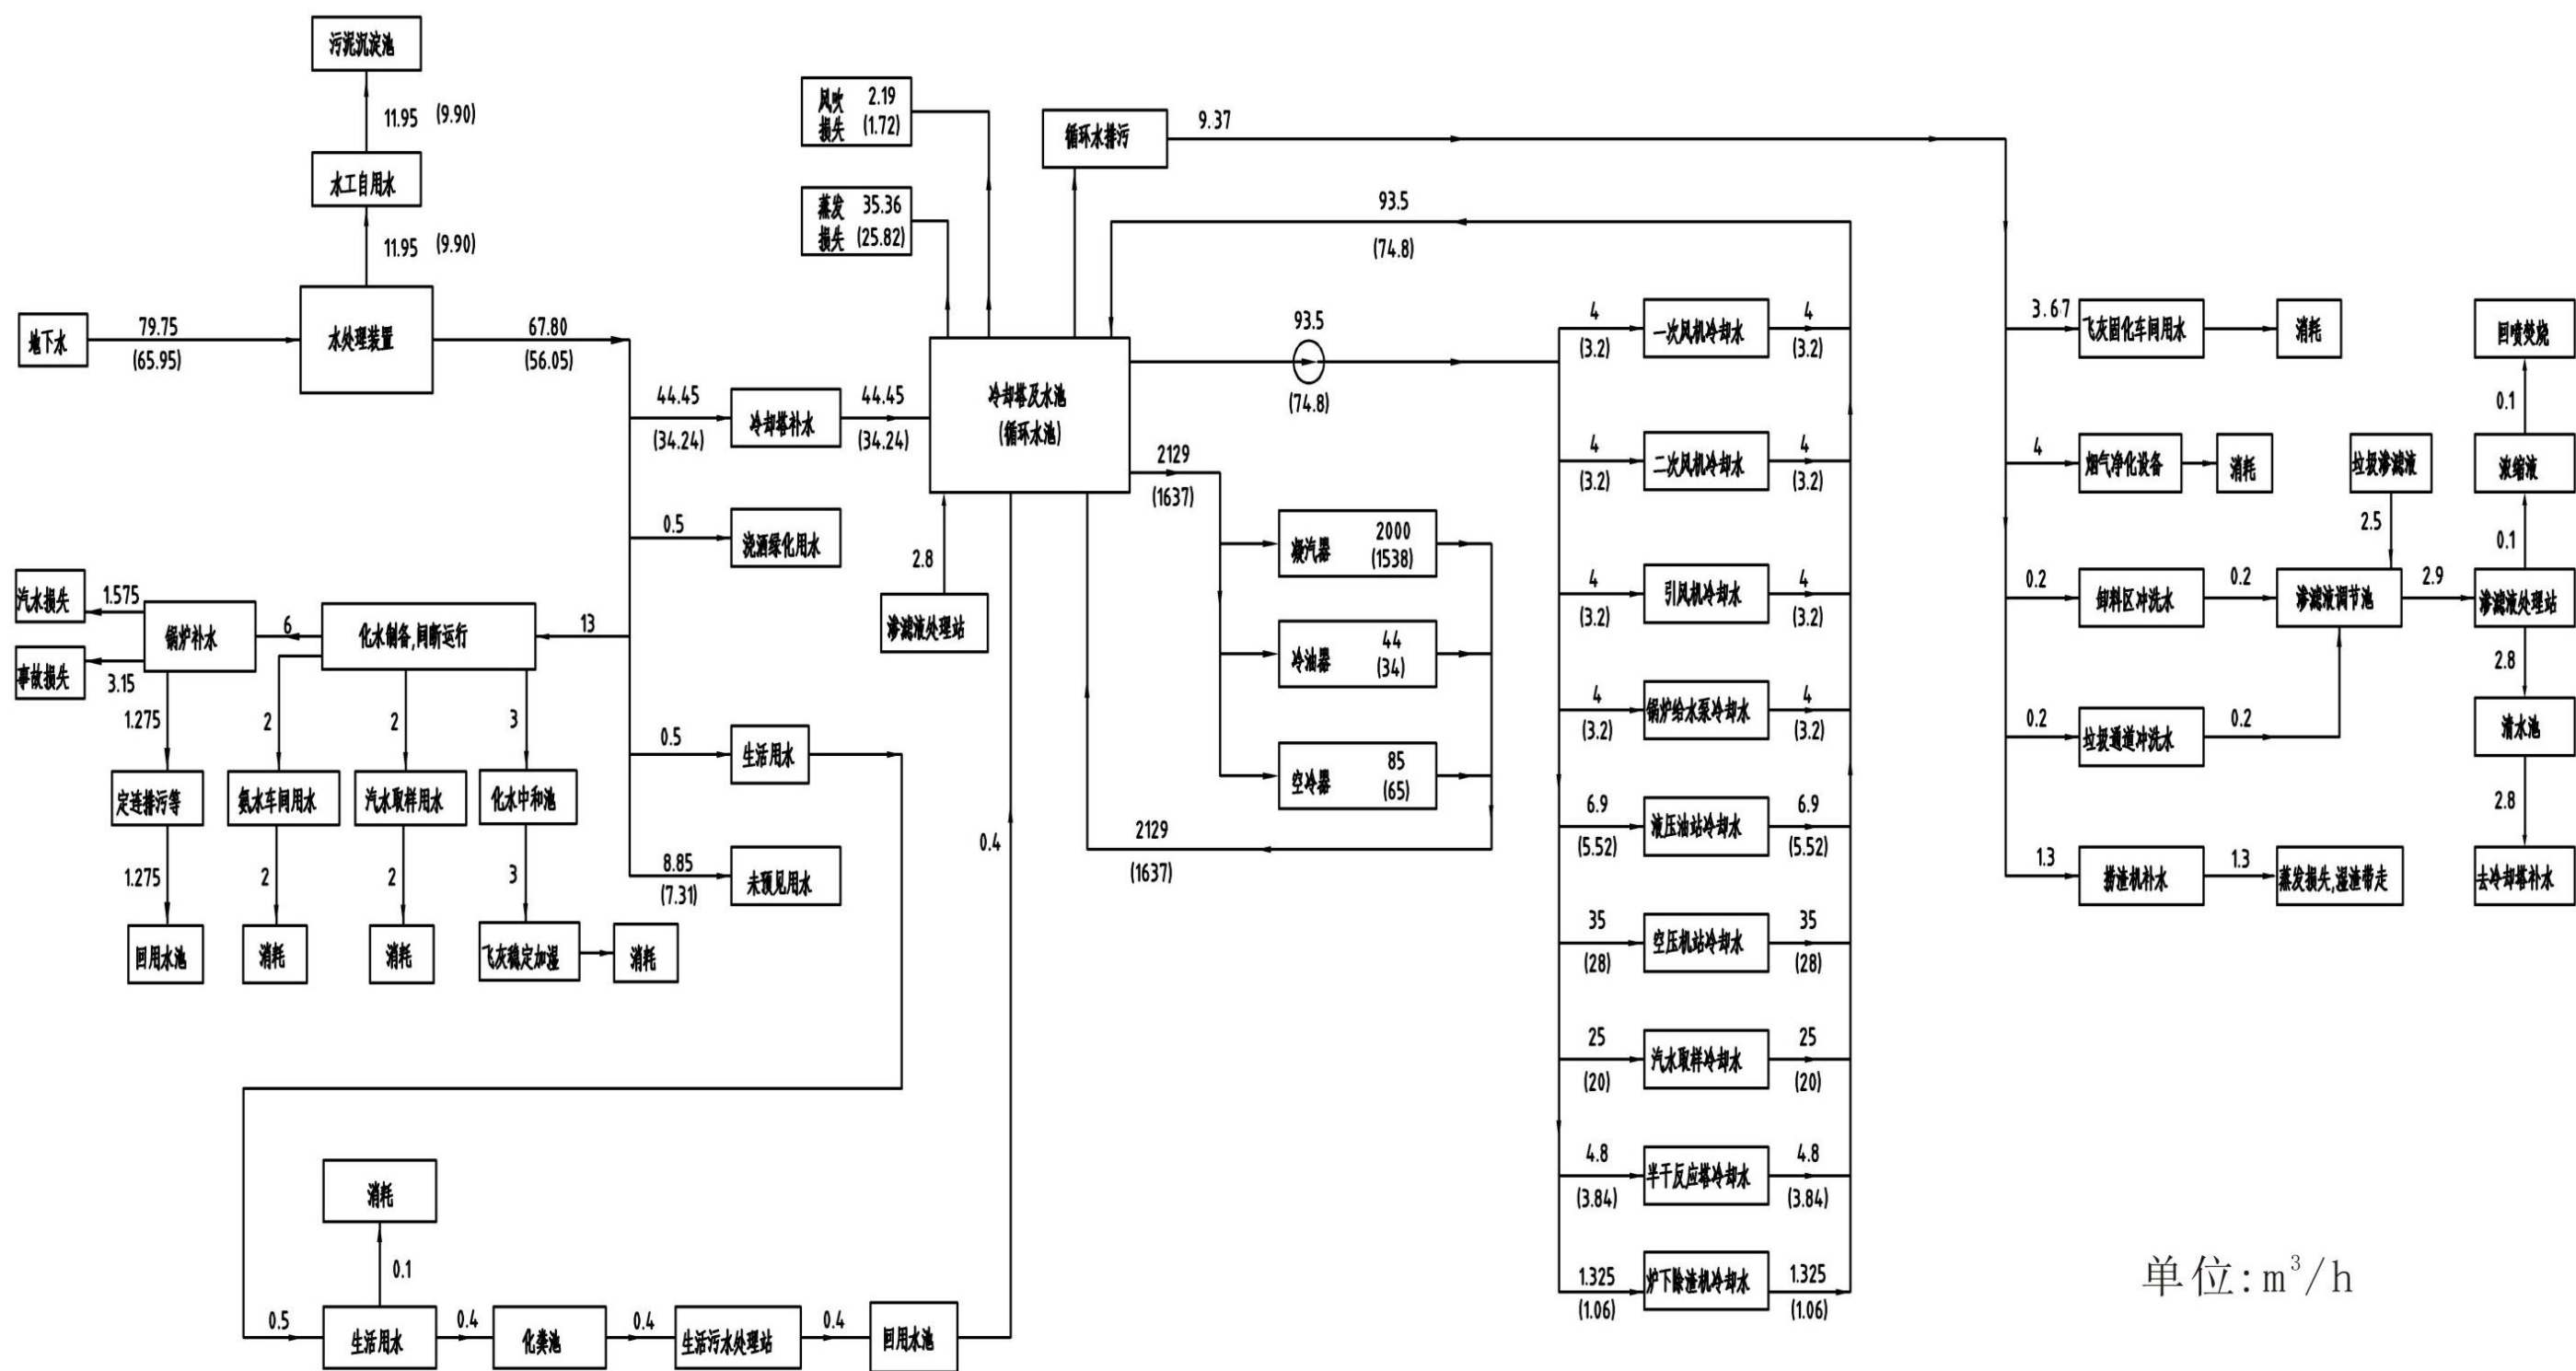 污泥沉淀池
11.95 (9.90)
水工自用水
11.95 (9.90)
地下水
79.75
(65.95)
水处理装置
67.80
(56.05)
44.45
(34.24)
冷却塔补水
44.45
(34.24)
0.5
浇洒绿化用水
13
化水制备,间断运行
6
锅炉补水
1.575
汽水损失
3.15
事故损失
1.275
定连排污等
1.275
回用水池
2
氨水车间用水
2
消耗
2
汽水取样用水
2
消耗
3
化水中和池
3
飞灰稳定加湿
消耗
0.5
生活用水
8.85
(7.31)
未预见用水
0.5
生活用水
0.1
消耗
0.4
化粪池
0.4
生活污水处理站
0.4
回用水池
0.4
风吹 2.19
损失 (1.72)
蒸发 35.36
损失 (25.82)
循环水排污
9.37
冷却塔及水池
(循环水池)
2.8
渗滤液处理站
93.5
(74.8)
93.5
(74.8)
2129
(1637)
凝汽器 2000
(1538)
冷油器 44
(34)
空冷器 85
(65)
2129
(1637)
4
(3.2)
一次风机冷却水
4
(3.2)
4
(3.2)
二次风机冷却水
4
(3.2)
4
(3.2)
引风机冷却水
4
(3.2)
4
(3.2)
锅炉给水泵冷却水
4
(3.2)
6.9
(5.52)
液压油站冷却水
6.9
(5.52)
35
(28)
空压机站冷却水
35
(28)
25
(20)
汽水取样冷却水
25
(20)
4.8
(3.84)
半干反应塔冷却水
4.8
(3.84)
1.325
(1.06)
炉下除渣机冷却水
1.325
(1.06)
3.67
飞灰固化车间用水
消耗
4
烟气净化设备
消耗
0.2
卸料区冲洗水
0.2
渗滤液调节池
垃圾渗滤液
2.5
2.9
渗滤液处理站
0.1
浓缩液
0.1
回喷焚烧
2.8
清水池
2.8
去冷却塔补水
0.2
垃圾通道冲洗水
0.2
1.3
捞渣机补水
1.3
蒸发损失,湿渣带走
单位:m³/h